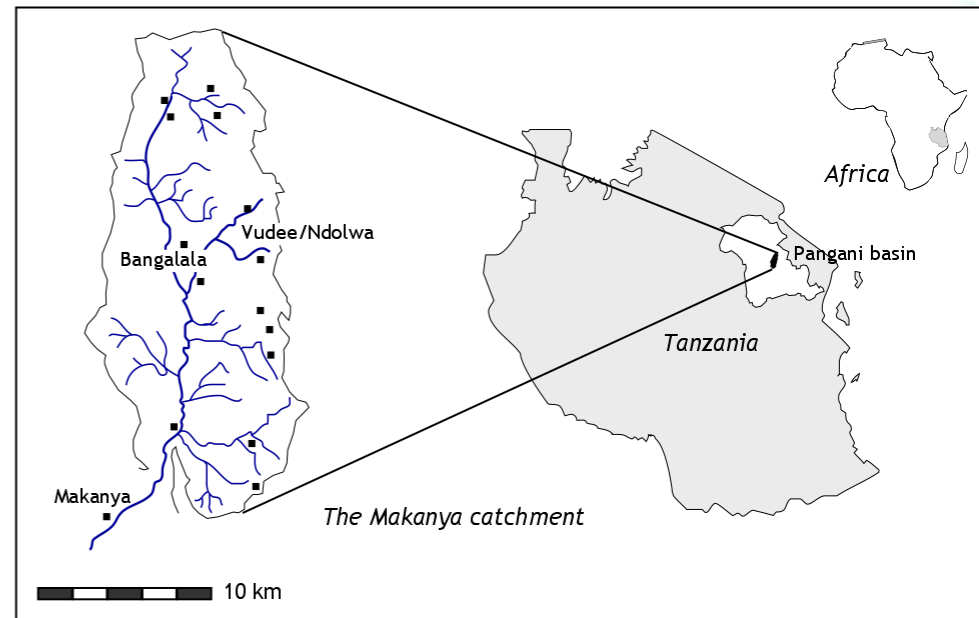 Africa
Vudee/Ndolwa
Bangalala
Pangani basin
Tanzania
Makanya
The Makanya catchment
10 km